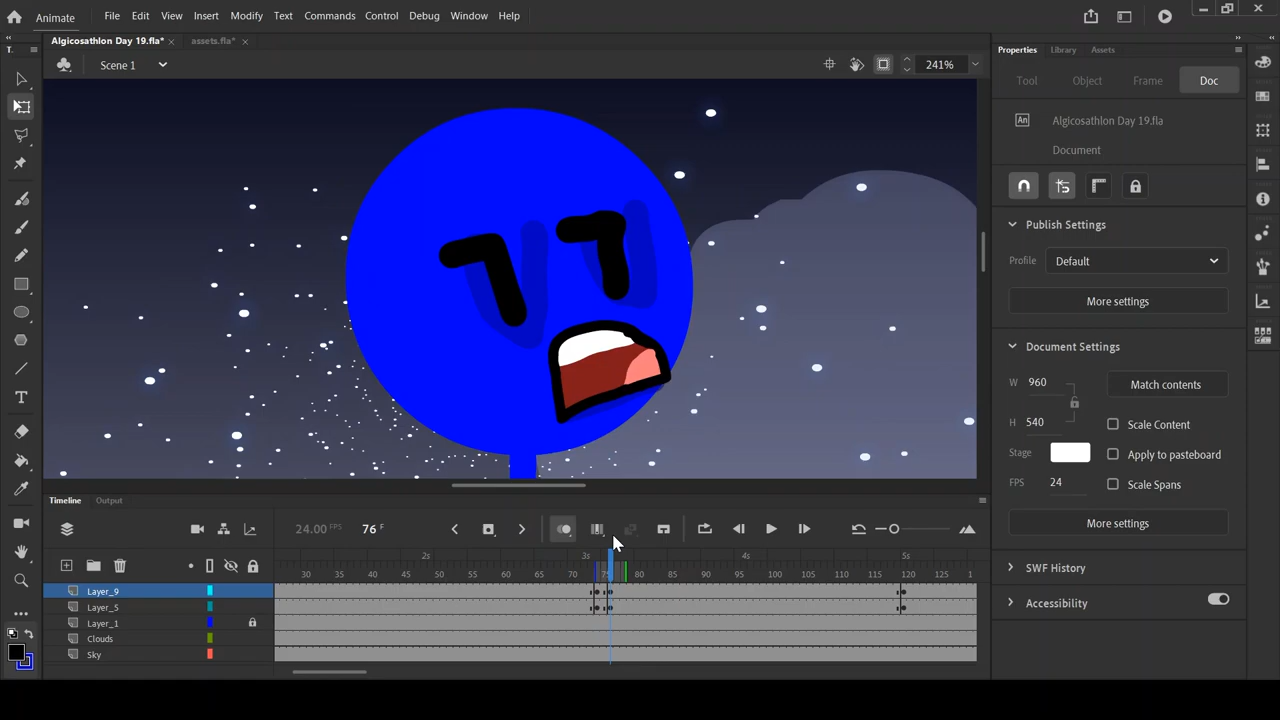 Animate File Edit View Insert Modify Text Commands Control Debug Window Help
Algicosathlon Day 19.fla* × assets.fla* ×
Scene 1 241%
Properties Library Assets
Tool Object Frame Doc
An Algicosathlon Day 19.fla
Document
Publish Settings
Profile Default
More settings
Document Settings
W 960 Match contents
H 540 Scale Content
Stage Apply to pasteboard
FPS 24 Scale Spans
More settings
SWF History
Accessibility
Timeline Output
24.00 FPS 76 F
2s 3s 4s 5s
30 35 40 45 50 55 60 65 70 75 80 85 90 95 100 105 110 115 120 125 1
Layer_9
Layer_5
Layer_1
Clouds
Sky